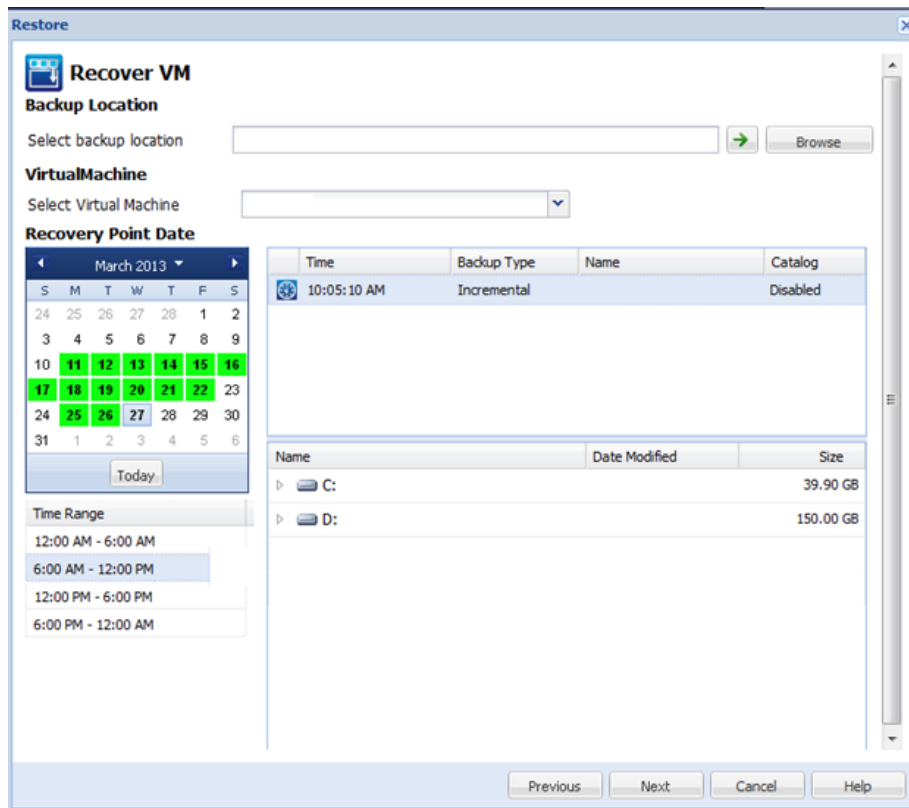 Restore
Recover VM
Backup Location
Select backup location
Browse
VirtualMachine
Select Virtual Machine
Recovery Point Date
March 2013
S M T W T F S
24 25 26 27 28 1 2
3 4 5 6 7 8 9
10 11 12 13 14 15 16
17 18 19 20 21 22 23
24 25 26 27 28 29 30
31 1 2 3 4 5 6
Today
Time Range
12:00 AM - 6:00 AM
6:00 AM - 12:00 PM
12:00 PM - 6:00 PM
6:00 PM - 12:00 AM
Time Backup Type Name Catalog
10:05:10 AM Incremental Disabled
Name Date Modified Size
C: 39.90 GB
D: 150.00 GB
Previous Next Cancel Help